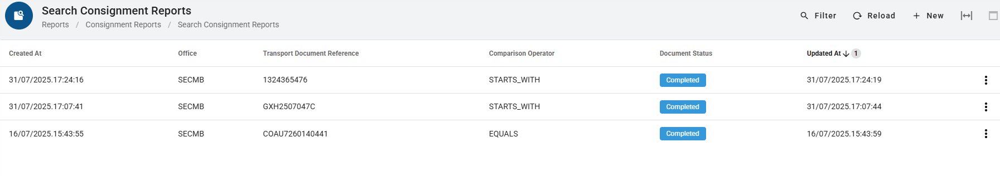 Search Consignment Reports
Reports / Consignment Reports / Search Consignment Reports
Filter Reload + New
Created At Office Transport Document Reference Comparison Operator Document Status Updated At ↓ 1
31/07/2025.17:24:16 SECMB 1324365476 STARTS_WITH Completed 31/07/2025.17:24:19
31/07/2025.17:07:41 SECMB GXH2507047C STARTS_WITH Completed 31/07/2025.17:07:44
16/07/2025.15:43:55 SECMB COAU7260140441 EQUALS Completed 16/07/2025.15:43:59